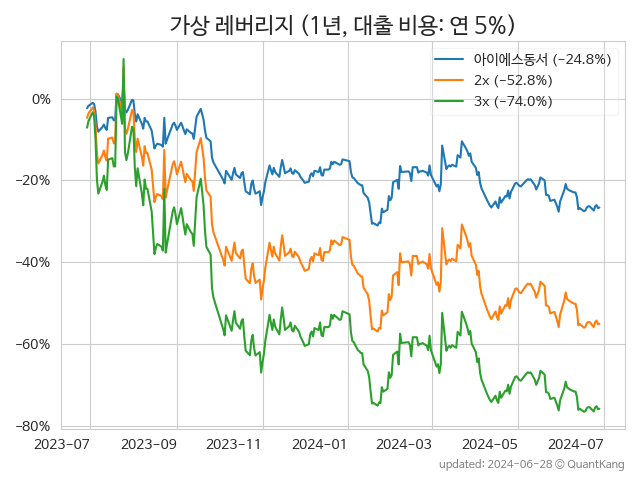 가상 레버리지 (1년, 대출 비용: 연 5%)
아이에스동서 (−24.8%)
2x (−52.8%)
3x (−74.0%)
0%
−20%
−40%
−60%
−80%
2023-07 2023-09 2023-11 2024-01 2024-03 2024-05 2024-07
updated: 2024-06-28 © QuantKang